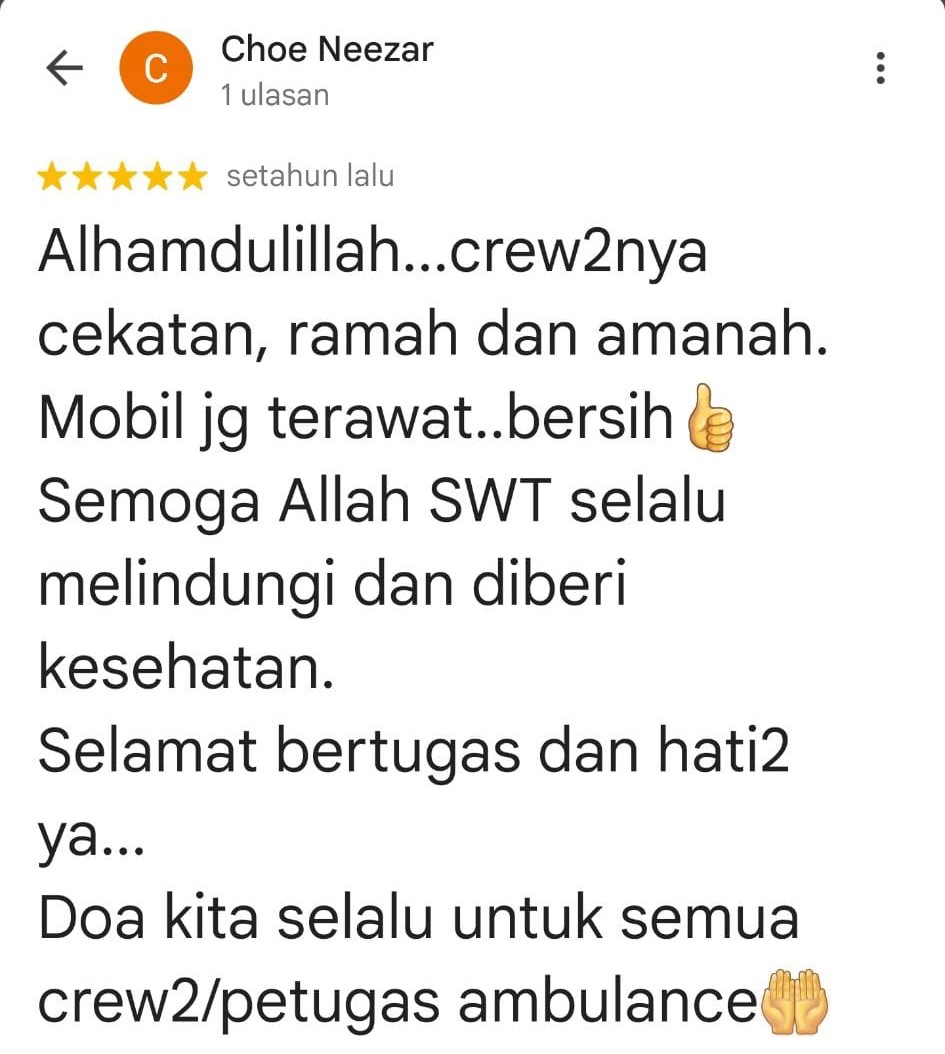 C
Choe Neezar
1 ulasan
setahun lalu
Alhamdulillah...crew2nya
cekatan, ramah dan amanah.
Mobil jg terawat..bersih👍
Semoga Allah SWT selalu
melindungi dan diberi
kesehatan.
Selamat bertugas dan hati2
ya...
Doa kita selalu untuk semua
crew2/petugas ambulance🤲